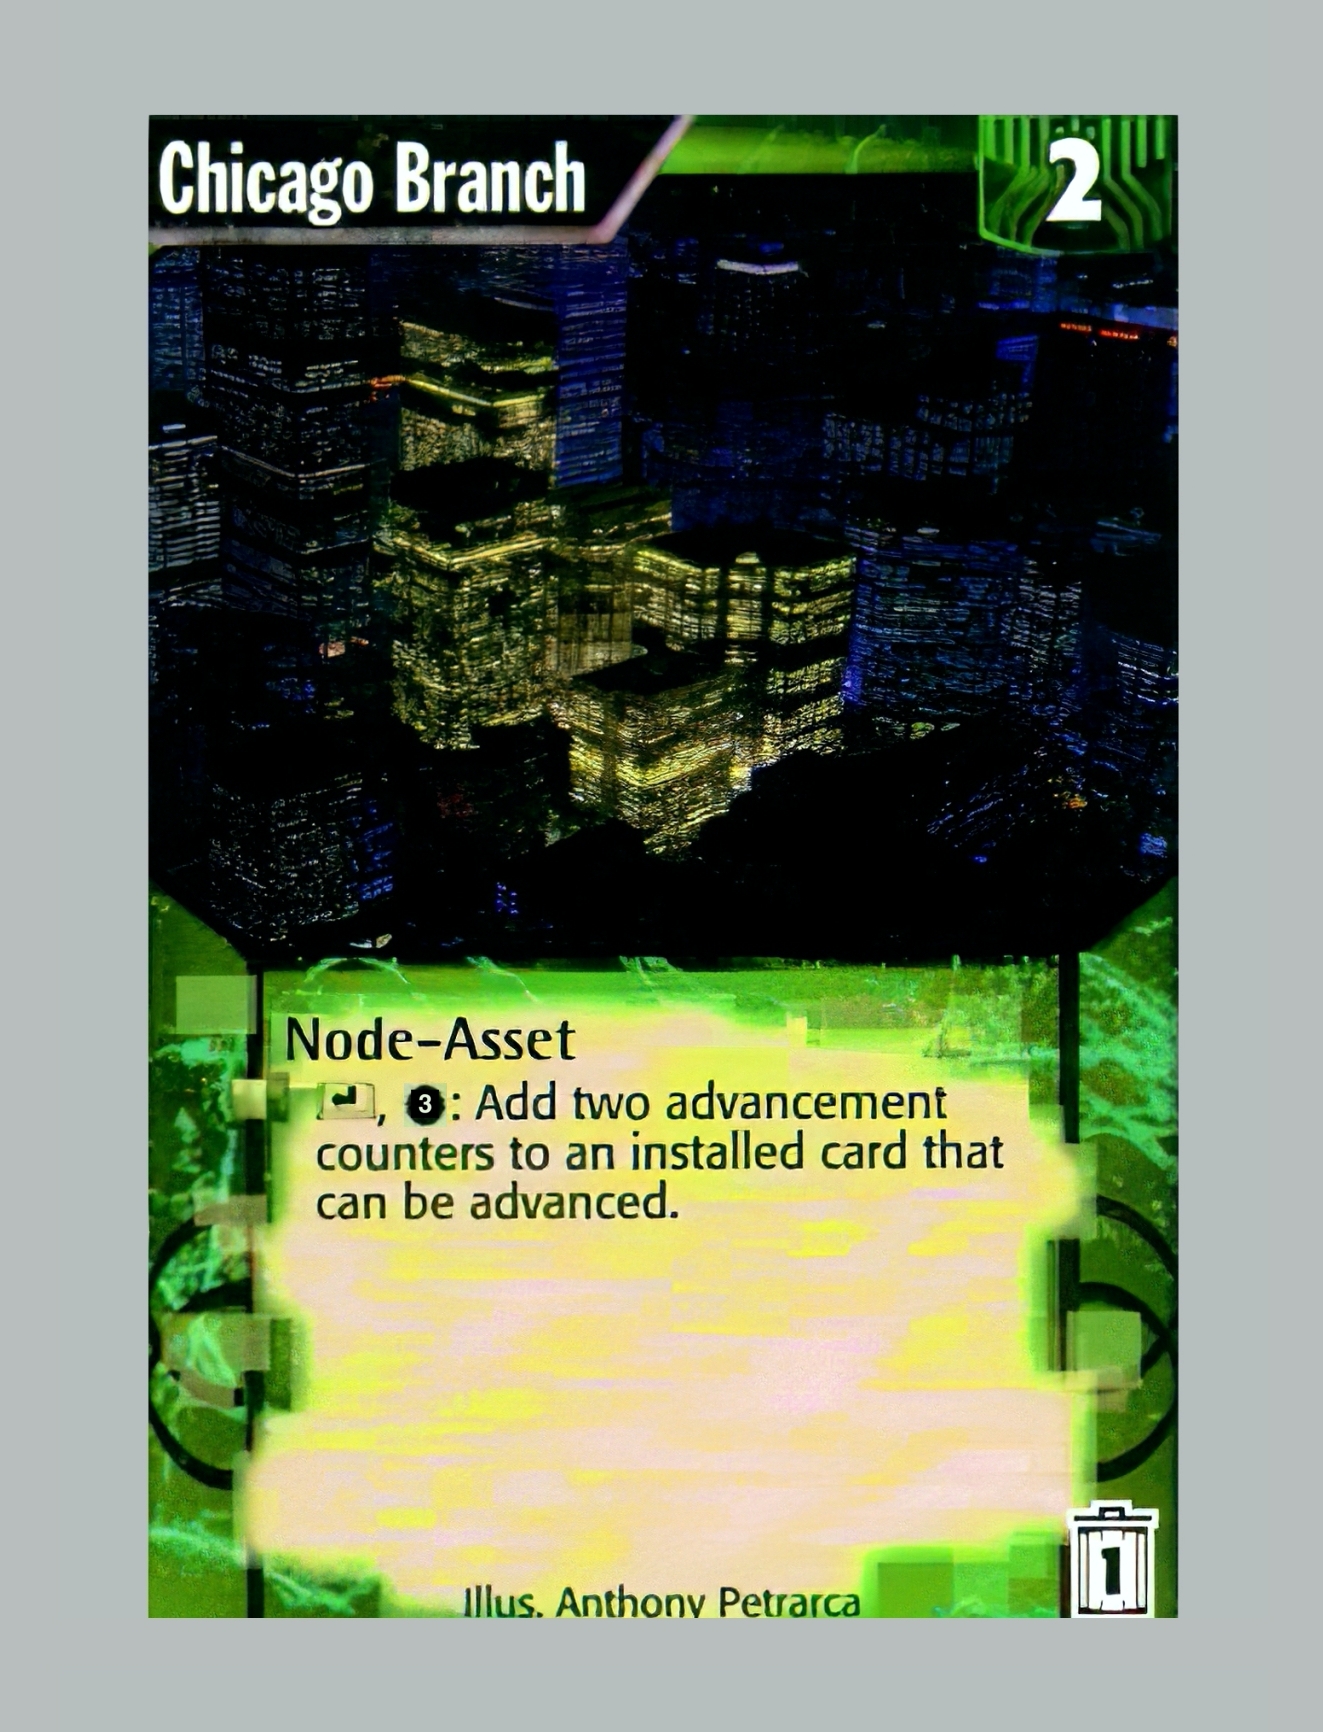 Chicago Branch
2
Node-Asset
, 3: Add two advancement
counters to an installed card that
can be advanced.
Illus. Anthony Petrarca
1